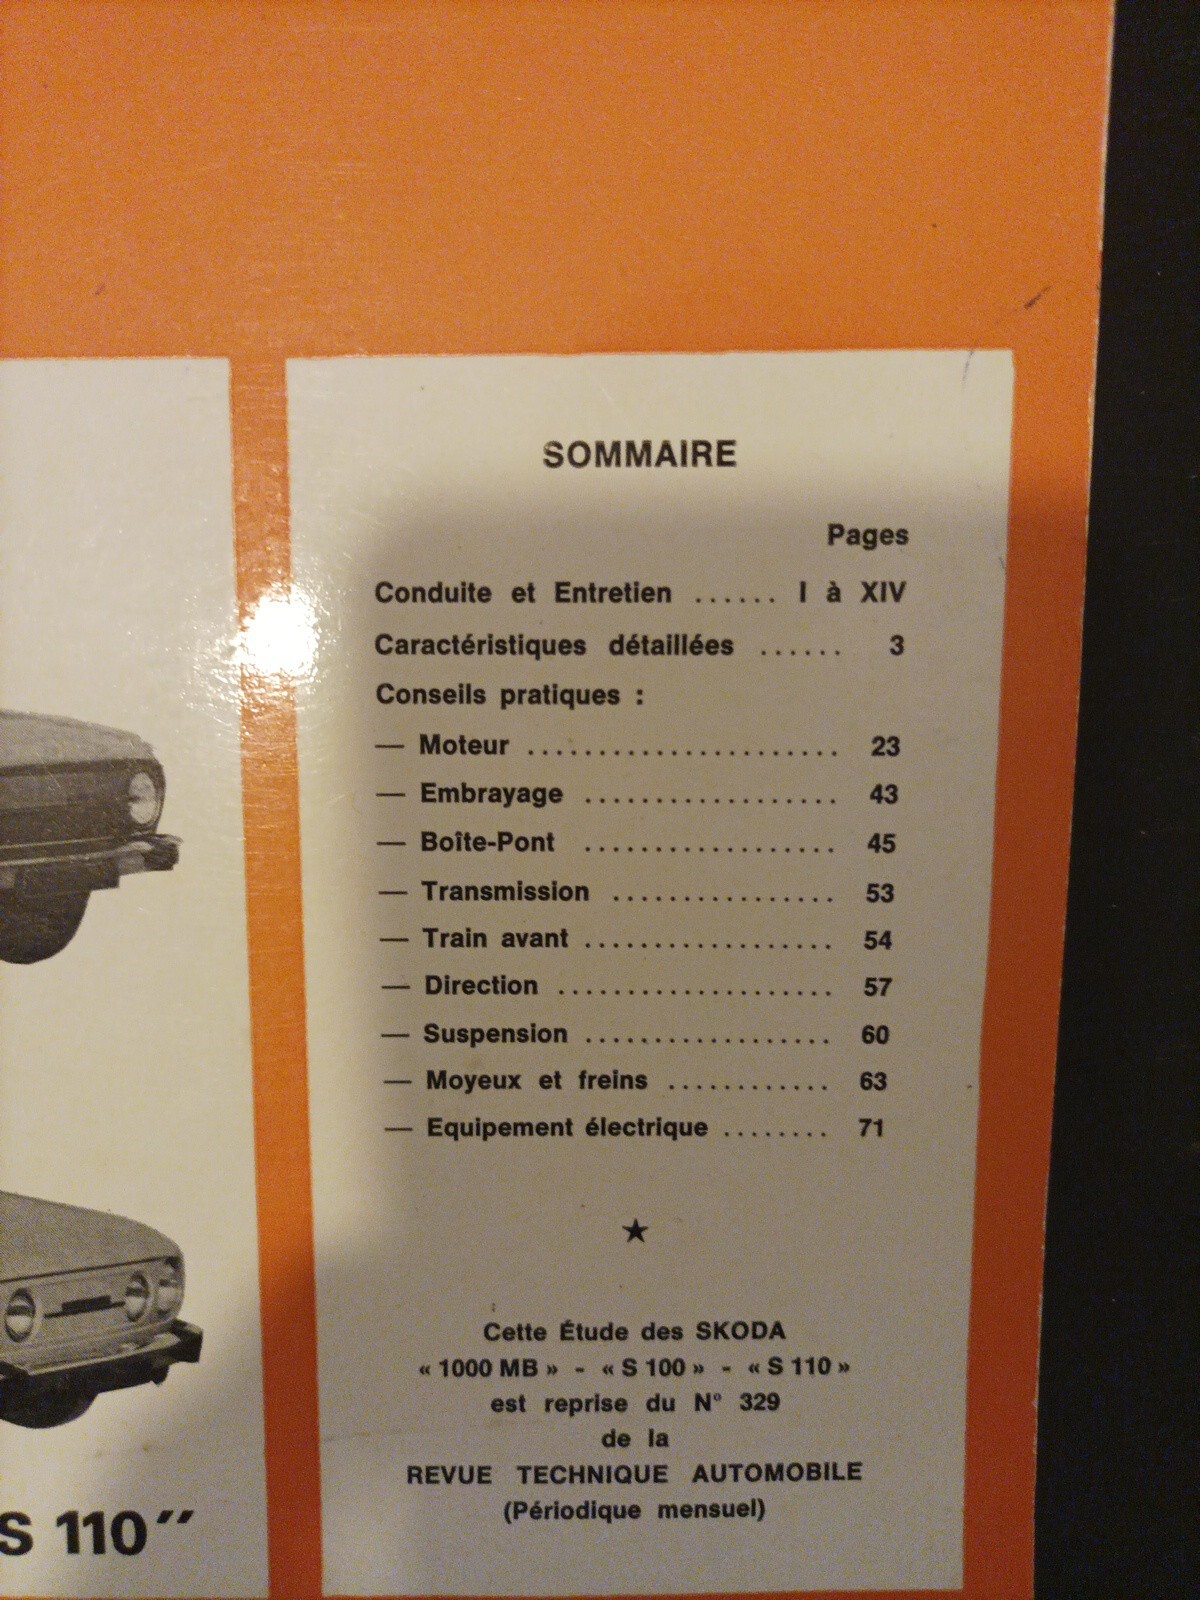 SOMMAIRE
Pages
Conduite et Entretien ...... I à XIV
Caractéristiques détaillées ...... 3
Conseils pratiques :
— Moteur ...................... 23
— Embrayage .................. 43
— Boîte-Pont .................. 45
— Transmission ................ 53
— Train avant .................. 54
— Direction .................... 57
— Suspension .................. 60
— Moyeux et freins ............ 63
— Equipement électrique ........ 71
★
Cette Étude des SKODA
« 1000 MB » - « S 100 » - « S 110 »
est reprise du N° 329
de la
REVUE TECHNIQUE AUTOMOBILE
(Périodique mensuel)
S 110"